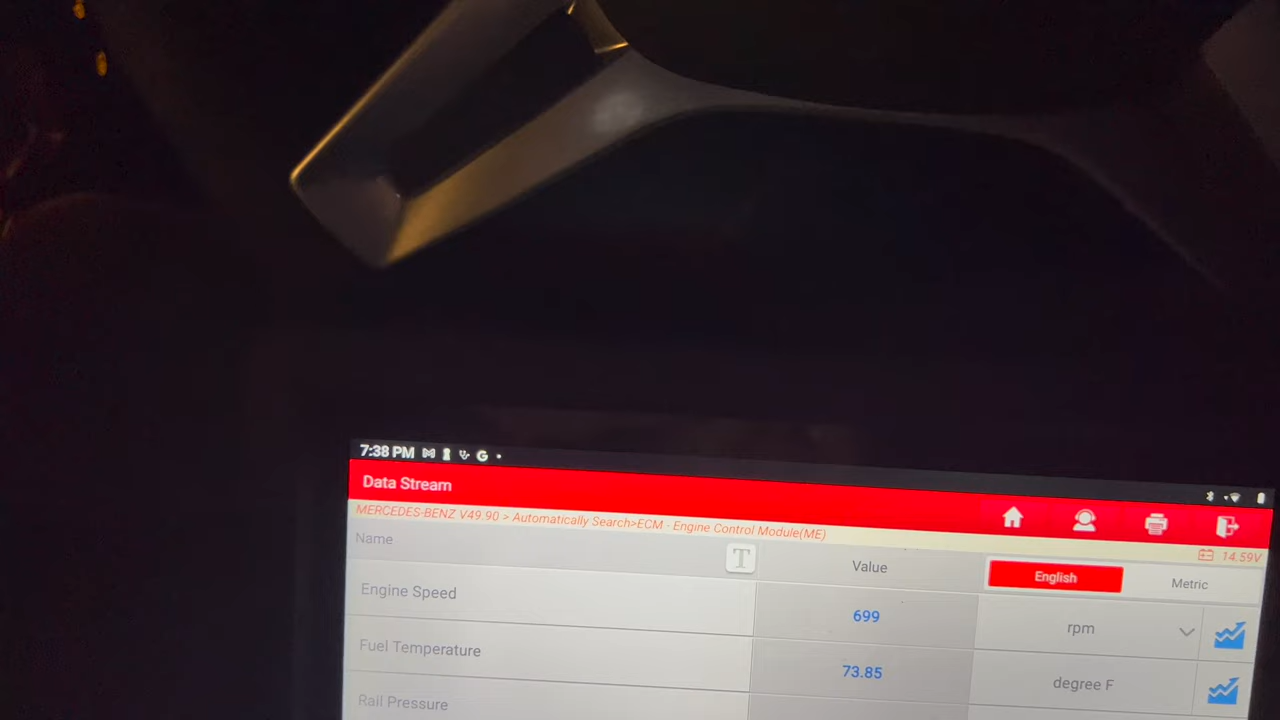 7:38 PM
Data Stream
MERCEDES-BENZ V49.90 > Automatically Search>ECM - Engine Control Module(ME)
14.59V
Name T Value English Metric
Engine Speed 699 rpm
Fuel Temperature 73.85 degree F
Rail Pressure